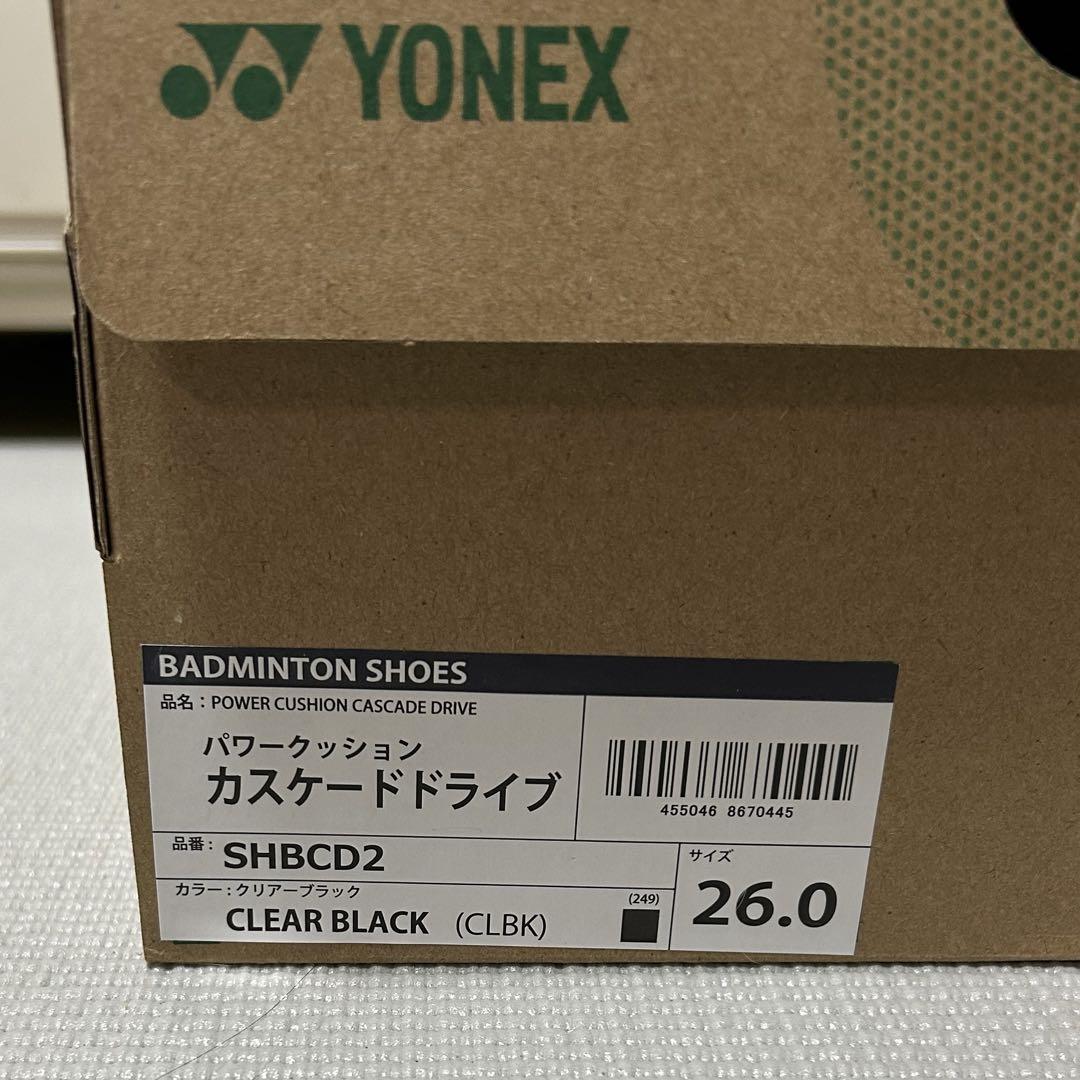 YONEX
BADMINTON SHOES
品名：POWER CUSHION CASCADE DRIVE
パワークッション
カスケードドライブ
455046 8670445
品番： SHBCD2
カラー：クリアーブラック
CLEAR BLACK (CLBK)
(249)
サイズ
26.0